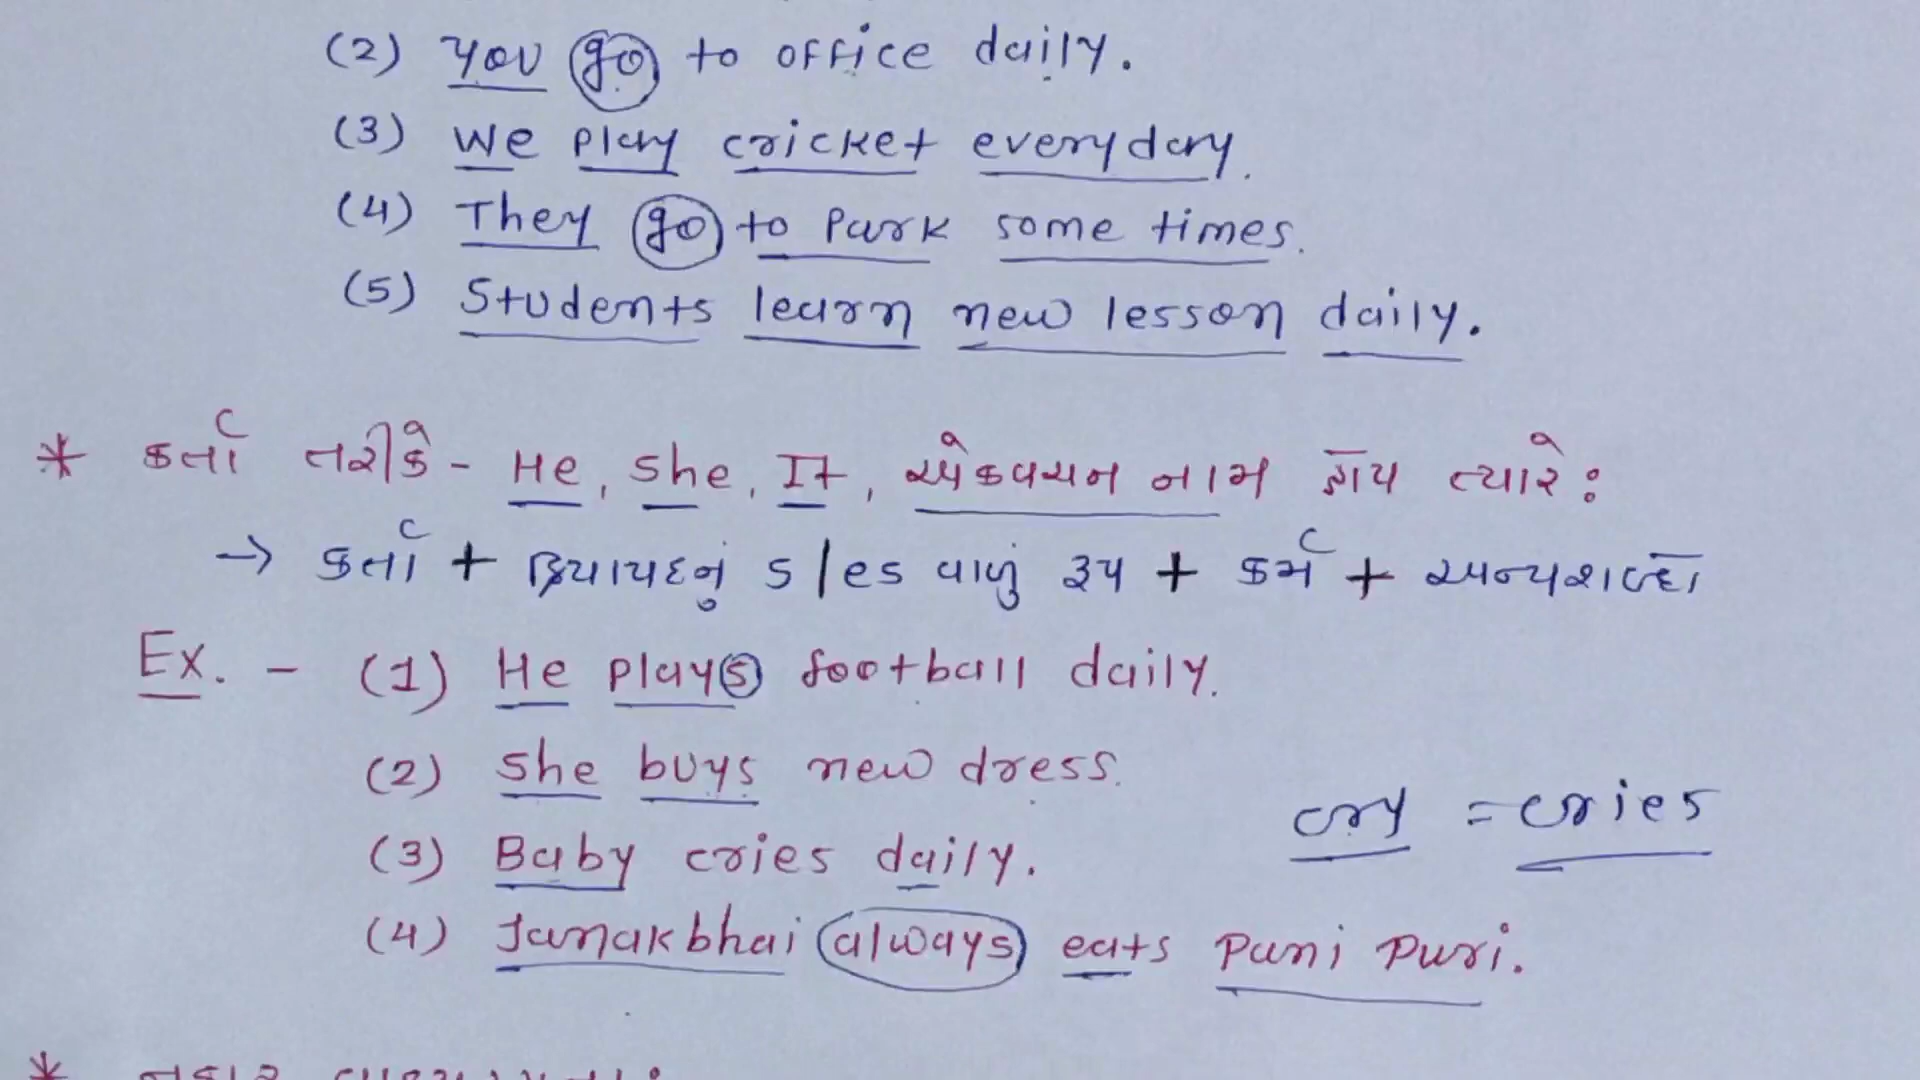 (2) You go to office daily.
(3) We play cricket everyday.
(4) They go to Park some times.
(5) Students learn new lesson daily.
* કર્તા તરીકે - He, She, It, એકવચન નામ હોય ત્યારે :
→ કર્તા + ક્રિયાપદનું s/es વાળું રૂપ + કર્મ + અન્યશબ્દો
Ex. - (1) He plays football daily.
(2) She buys new dress.
cry = cries
(3) Baby cries daily.
(4) Janakbhai always eats Pani Puri.
* નકાર